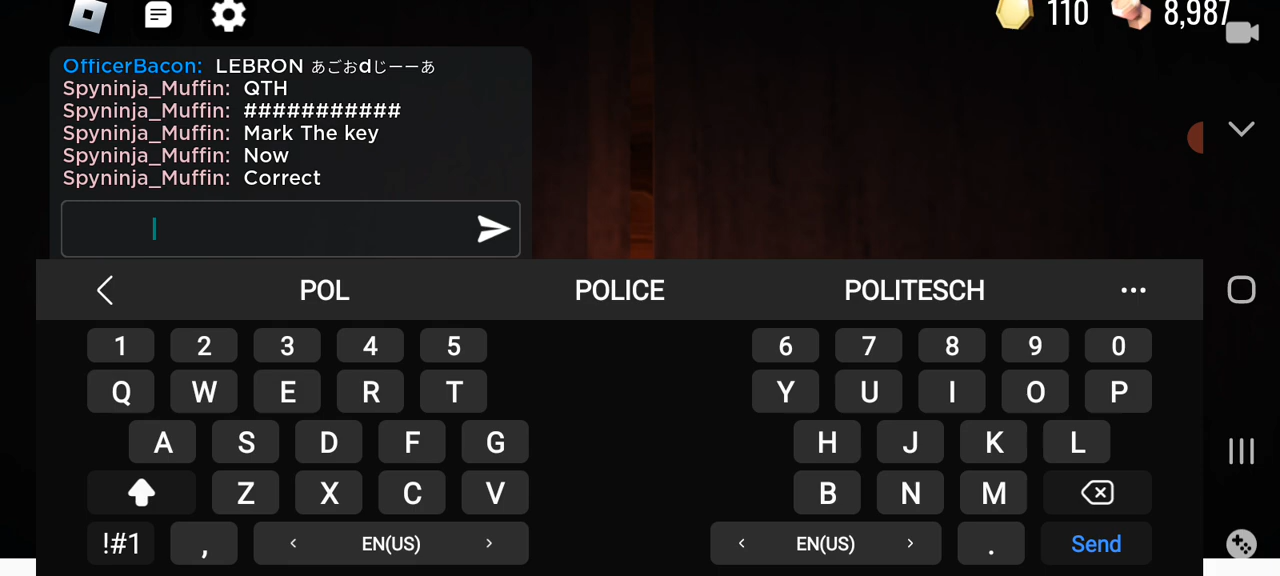 110 8,987
OfficerBacon: LEBRON あごおdじーーあ
Spyninja_Muffin: QTH
Spyninja_Muffin: ###########
Spyninja_Muffin: Mark The key
Spyninja_Muffin: Now
Spyninja_Muffin: Correct
POL POLICE POLITESCH
1 2 3 4 5 6 7 8 9 0
Q W E R T Y U I O P
A S D F G H J K L
Z X C V B N M
!#1 , < EN(US) > < EN(US) > . Send